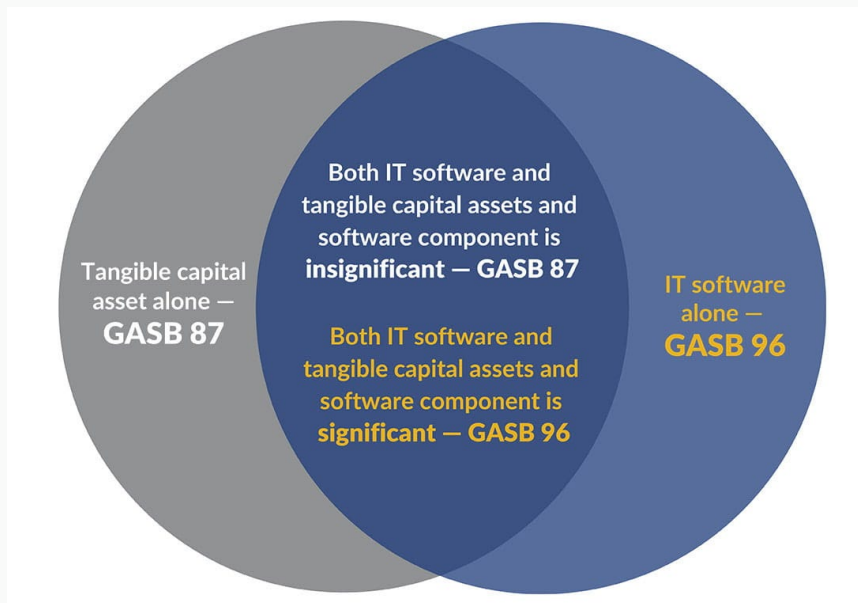 Tangible capital
asset alone —
GASB 87
Both IT software and
tangible capital assets and
software component is
insignificant — GASB 87
Both IT software and
tangible capital assets and
software component is
significant — GASB 96
IT software
alone —
GASB 96